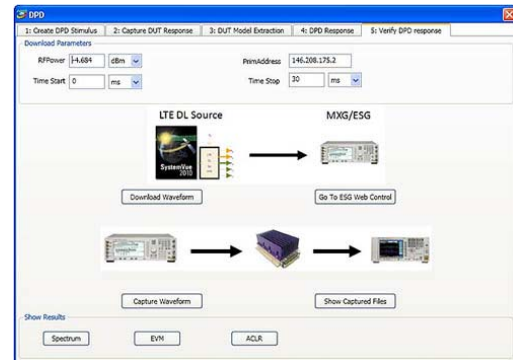 DPD
1: Create DPD Stimulus 2: Capture DUT Response 3: DUT Model Extraction 4: DPD Response 5: Verify DPD response
Download Parameters
RFPower -4.684 dBm PrimAddress 146.208.175.2
Time Start 0 ms Time Stop 30 ms
LTE DL Source MXG/ESG
SystemVue
2010
Download Waveform Go To ESG Web Control
Capture Waveform Show Captured Files
Show Results
Spectrum EVM ACLR